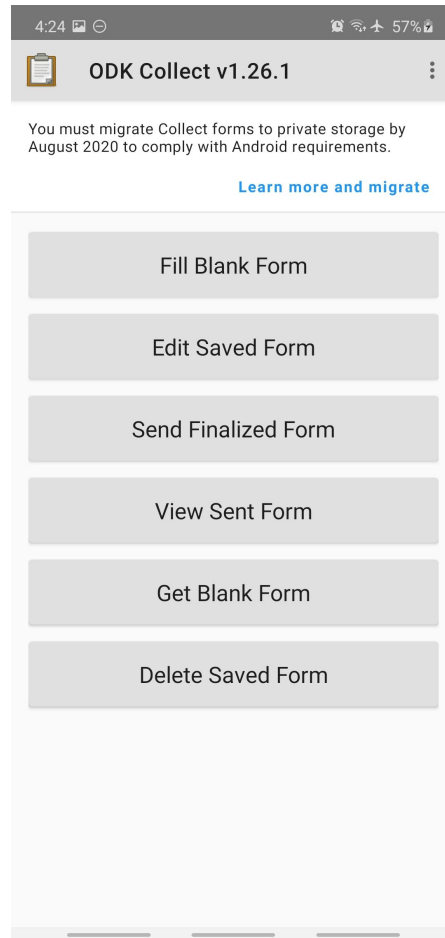 4:24 57%
ODK Collect v1.26.1
You must migrate Collect forms to private storage by
August 2020 to comply with Android requirements.
Learn more and migrate
Fill Blank Form
Edit Saved Form
Send Finalized Form
View Sent Form
Get Blank Form
Delete Saved Form